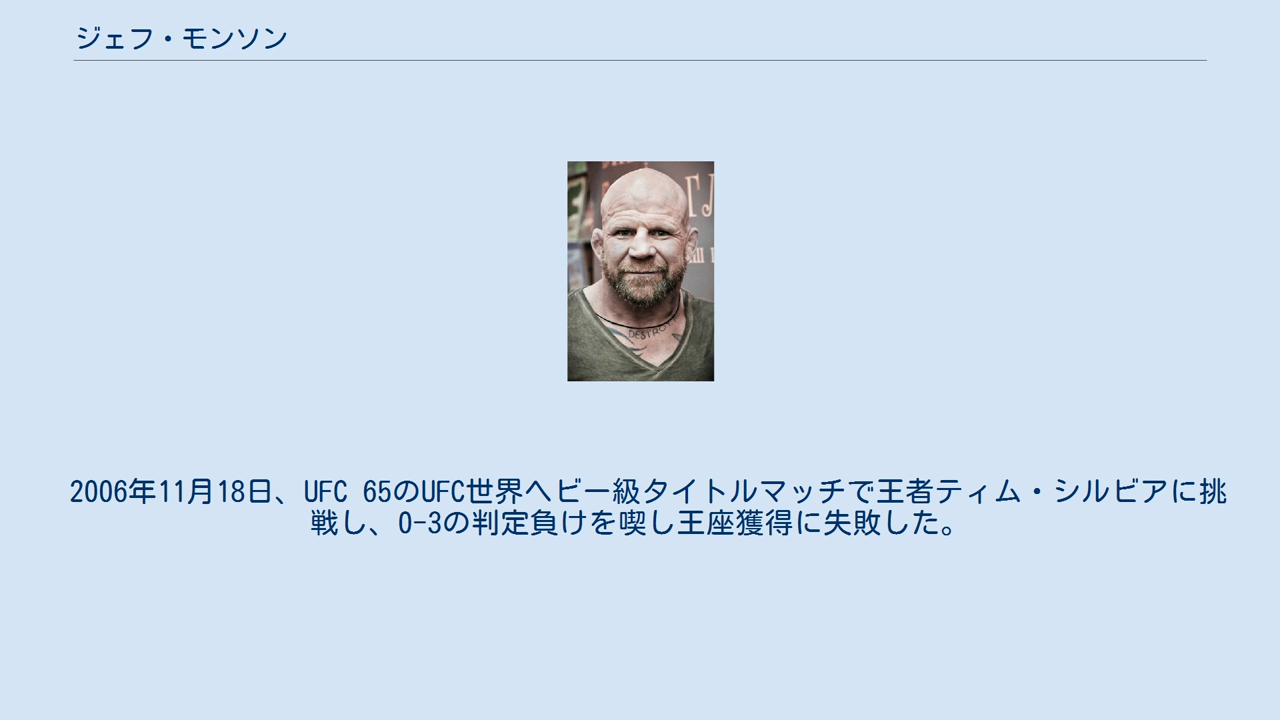 ジェフ・モンソン
DESTROY
2006年11月18日、UFC 65のUFC世界ヘビー級タイトルマッチで王者ティム・シルビアに挑
戦し、0-3の判定負けを喫し王座獲得に失敗した。